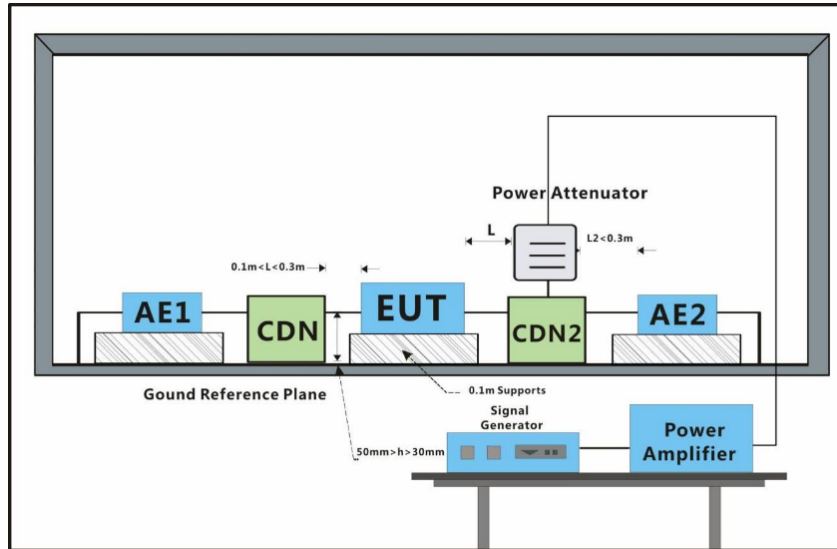 Power Attenuator
L
L2<0.3m
0.1m<L<0.3m
AE1
CDN
EUT
CDN2
AE2
Gound Reference Plane
0.1m Supports
Signal
Generator
50mm>h>30mm
Power
Amplifier